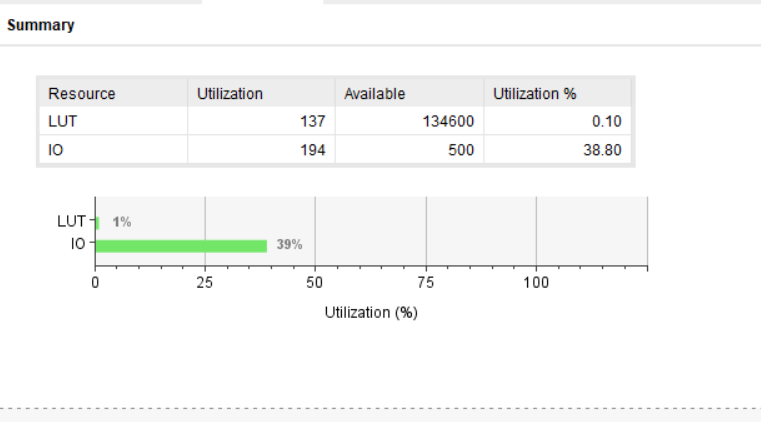 Summary
Resource Utilization Available Utilization %
LUT 137 134600 0.10
IO 194 500 38.80
LUT 1%
IO 39%
0 25 50 75 100
Utilization (%)